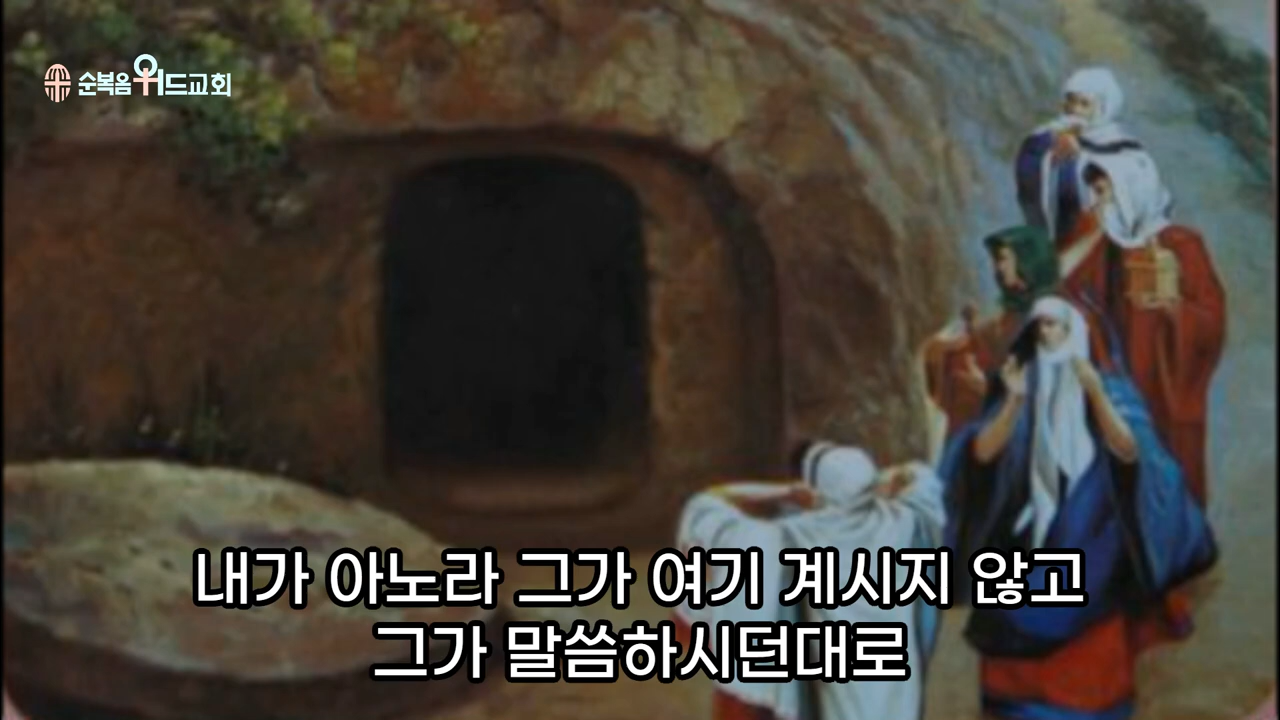 순복음워드교회
내가 아노라 그가 여기 계시지 않고
그가 말씀하시던대로